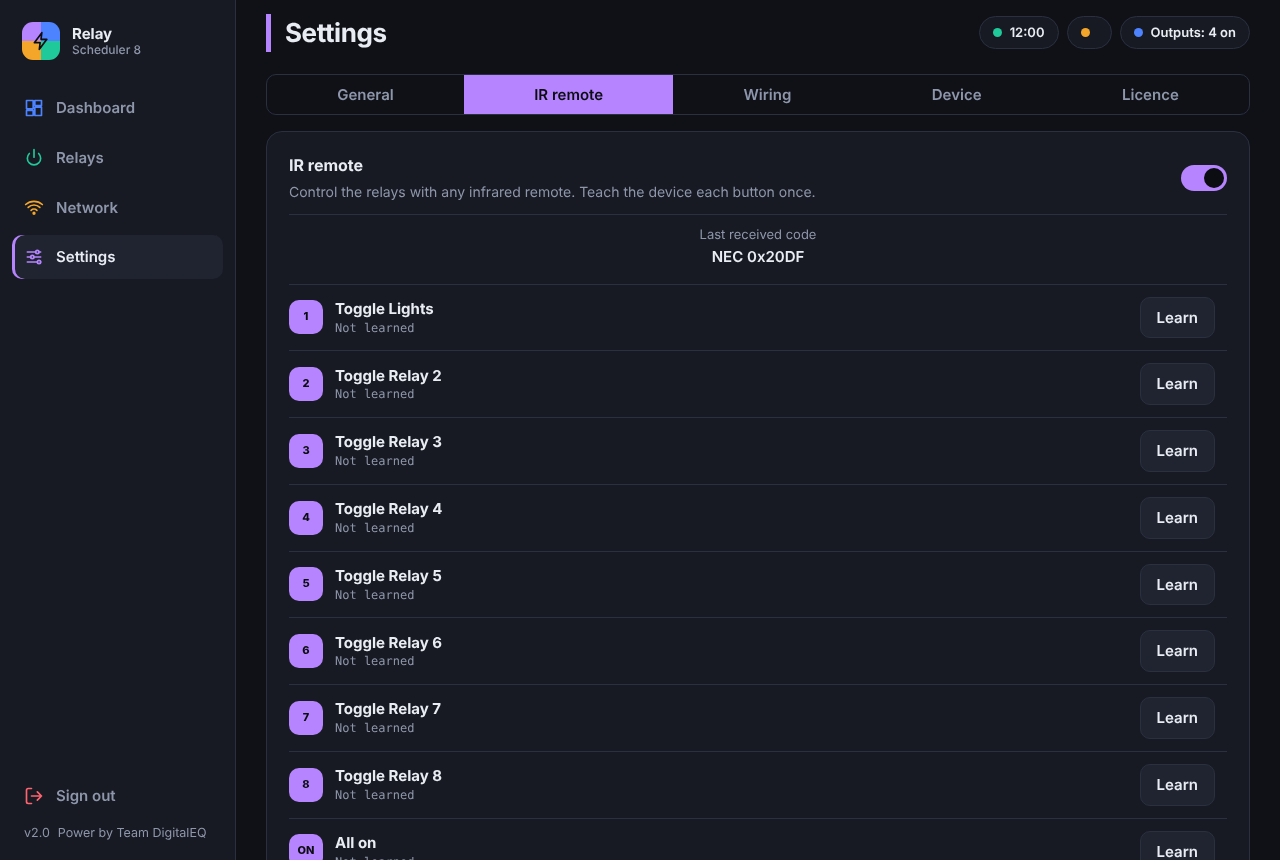 Relay
Scheduler 8
Dashboard
Relays
Network
Settings
Sign out
v2.0 Power by Team DigitalEQ
Settings
12:00
Outputs: 4 on
General
IR remote
Wiring
Device
Licence
IR remote
Control the relays with any infrared remote. Teach the device each button once.
Last received code
NEC 0x20DF
1
Toggle Lights
Not learned
Learn
2
Toggle Relay 2
Not learned
Learn
3
Toggle Relay 3
Not learned
Learn
4
Toggle Relay 4
Not learned
Learn
5
Toggle Relay 5
Not learned
Learn
6
Toggle Relay 6
Not learned
Learn
7
Toggle Relay 7
Not learned
Learn
8
Toggle Relay 8
Not learned
Learn
ON
All on
Not learned
Learn